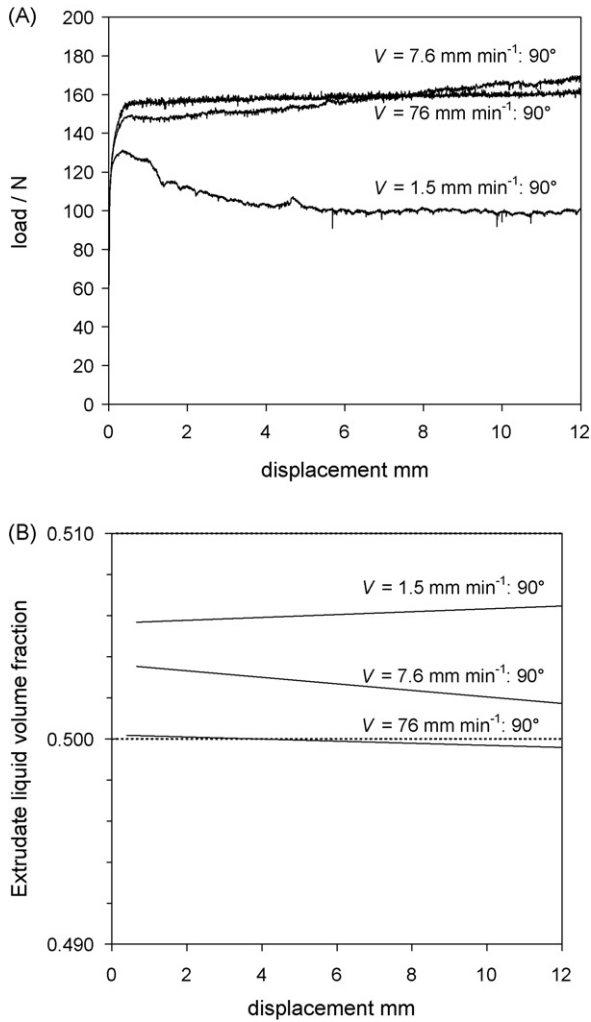 (A)
200
180
160
140
120
100
80
60
40
20
0
load / N
V = 7.6 mm min-1: 90°
V = 76 mm min-1: 90°
V = 1.5 mm min-1: 90°
0 2 4 6 8 10 12
displacement mm
(B)
0.510
0.500
0.490
Extrudate liquid volume fraction
V = 1.5 mm min-1: 90°
V = 7.6 mm min-1: 90°
V = 76 mm min-1: 90°
0 2 4 6 8 10 12
displacement mm